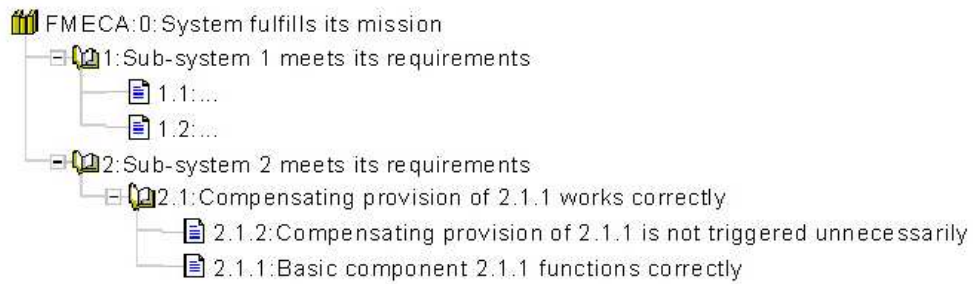 FMECA:0:System fulfills its mission
1:Sub-system 1 meets its requirements
1.1:...
1.2:...
2:Sub-system 2 meets its requirements
2.1:Compensating provision of 2.1.1 works correctly
2.1.2:Compensating provision of 2.1.1 is not triggered unnecessarily
2.1.1:Basic component 2.1.1 functions correctly